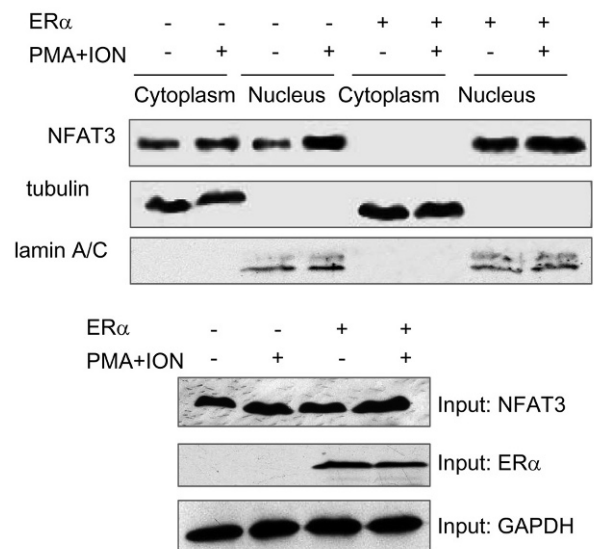 ERα - - - - + + + +
PMA+ION - + - + - + - +
Cytoplasm Nucleus Cytoplasm Nucleus
NFAT3
tubulin
lamin A/C
ERα - - + +
PMA+ION - + - +
Input: NFAT3
Input: ERα
Input: GAPDH